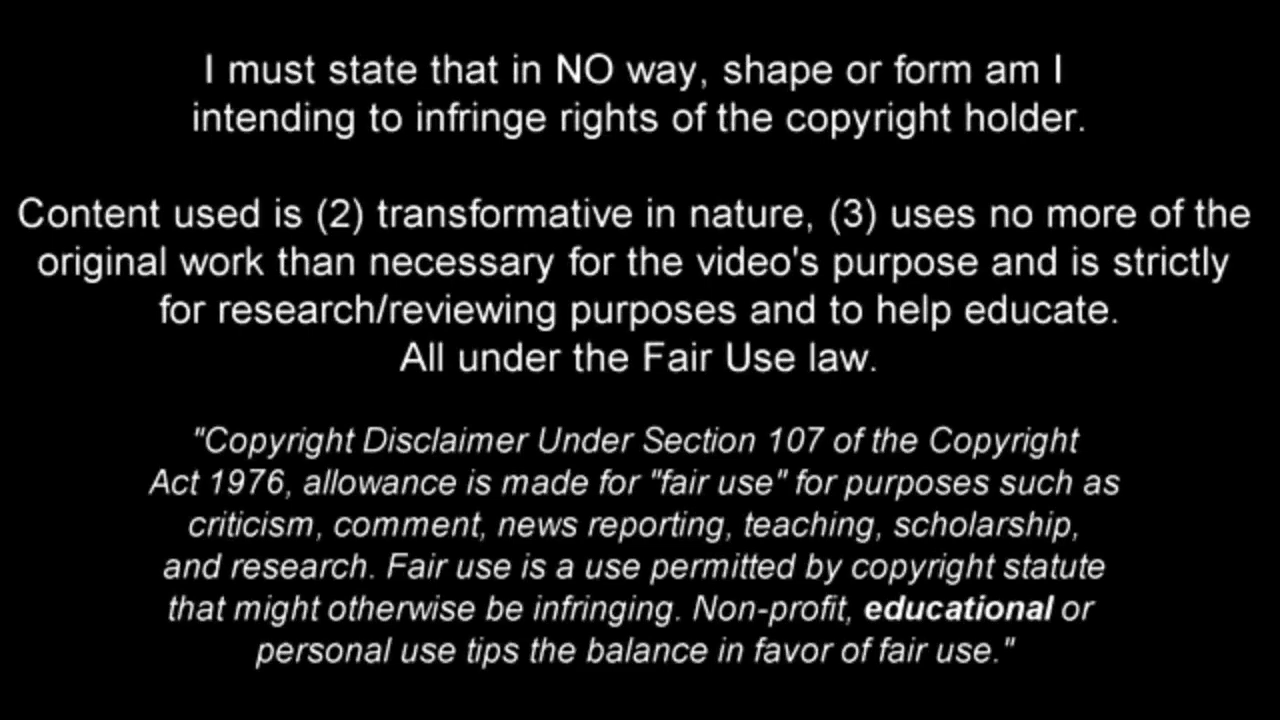 I must state that in NO way, shape or form am I
intending to infringe rights of the copyright holder.
Content used is (2) transformative in nature, (3) uses no more of the
original work than necessary for the video's purpose and is strictly
for research/reviewing purposes and to help educate.
All under the Fair Use law.
"Copyright Disclaimer Under Section 107 of the Copyright
Act 1976, allowance is made for "fair use" for purposes such as
criticism, comment, news reporting, teaching, scholarship,
and research. Fair use is a use permitted by copyright statute
that might otherwise be infringing. Non-profit, educational or
personal use tips the balance in favor of fair use."